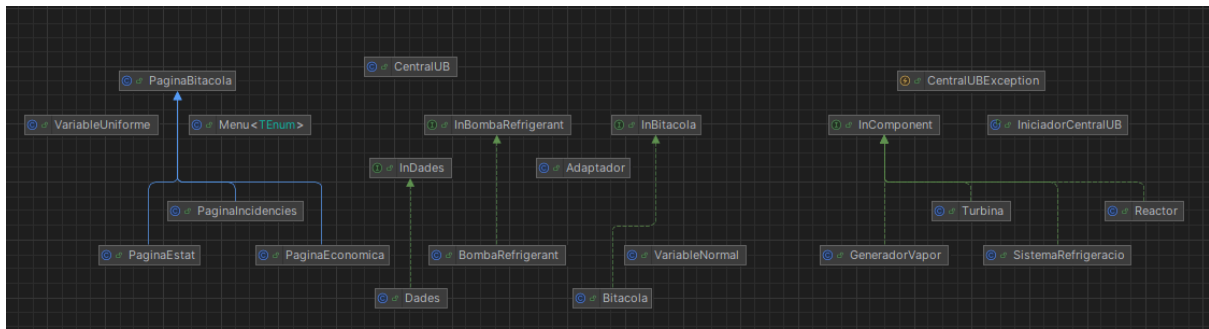 CentralUB
PaginaBitacola
CentralUBException
VariableUniforme
Menu<TEnum>
InBombaRefrigerant
InBitacola
InComponent
IniciadorCentralUB
InDades
Adaptador
PaginaIncidencies
Turbina
Reactor
PaginaEstat
PaginaEconomica
BombaRefrigerant
VariableNormal
GeneradorVapor
SistemaRefrigeracio
Dades
Bitacola